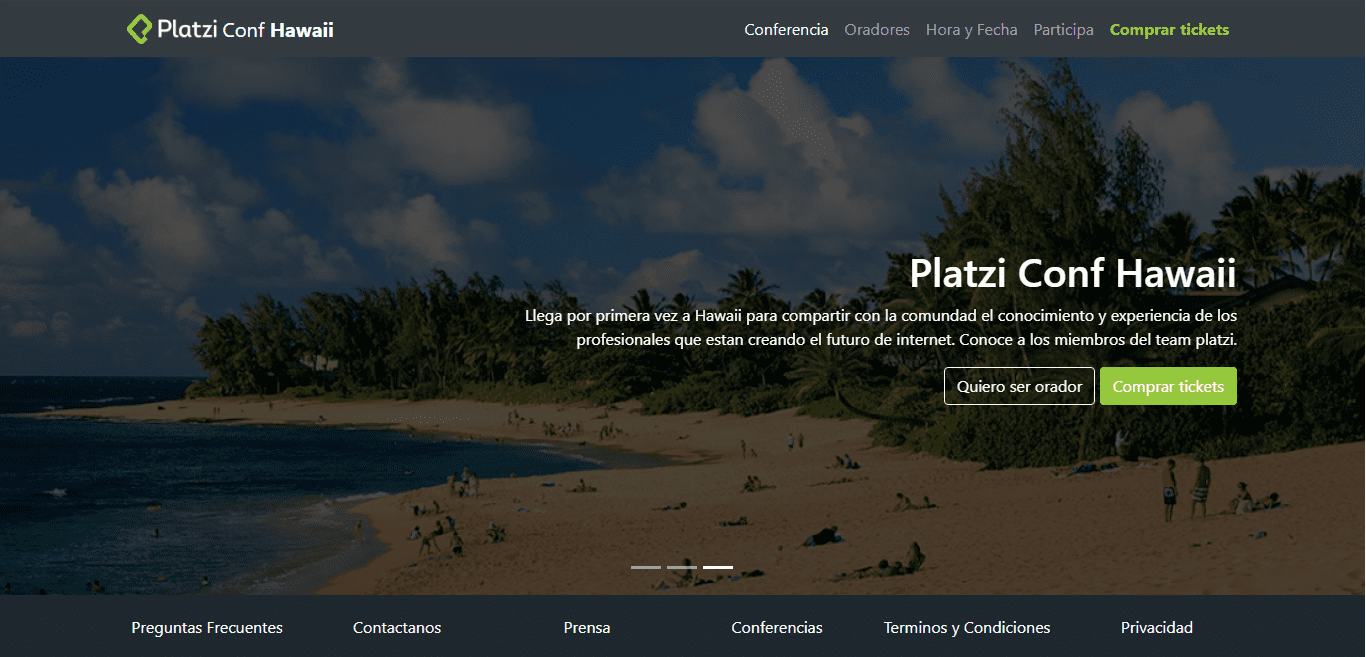 Platzi Conf Hawaii
Conferencia Oradores Hora y Fecha Participa Comprar tickets
Platzi Conf Hawaii
Llega por primera vez a Hawaii para compartir con la comundad el conocimiento y experiencia de los
profesionales que estan creando el futuro de internet. Conoce a los miembros del team platzi.
Quiero ser orador Comprar tickets
Preguntas Frecuentes Contactanos Prensa Conferencias Terminos y Condiciones Privacidad